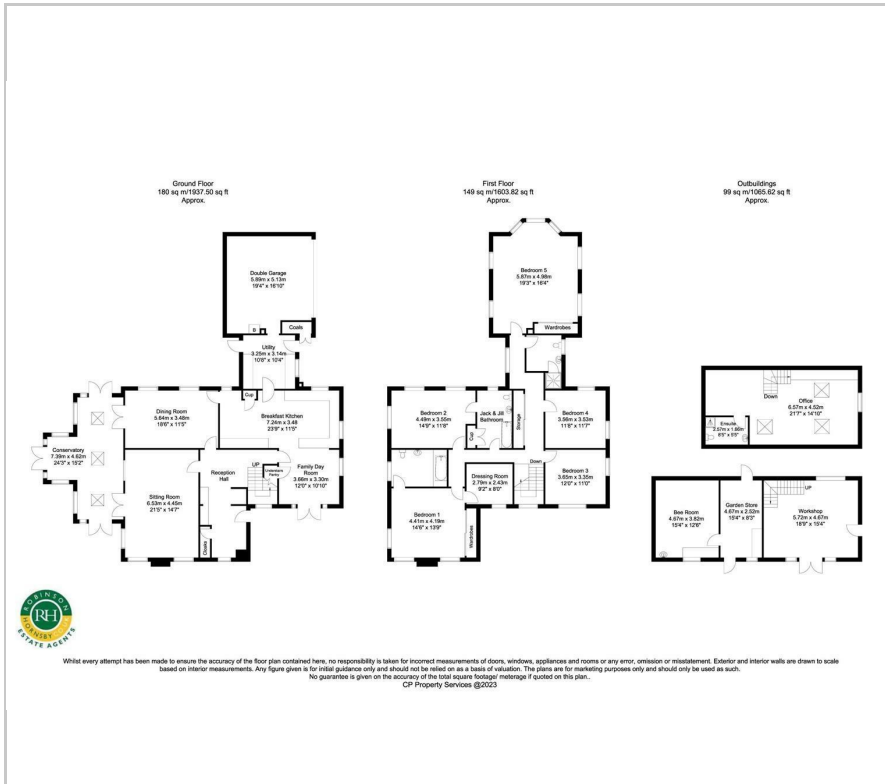 Ground Floor
180 sq m/1937.50 sq ft
Approx.
Double Garage
5.89m x 5.13m
19'4" x 16'10"
B
Coals
Utility
3.25m x 3.14m
10'8" x 10'4"
Cup
Dining Room
5.64m x 3.48m
18'6" x 11'5"
Breakfast Kitchen
7.24m x 3.48
23'9" x 11'5"
Conservatory
7.39m x 4.62m
24'3" x 15'2"
Sitting Room
6.53m x 4.45m
21'5" x 14'7"
Reception
Hall
UP
Understairs
Pantry
Family Day
Room
3.66m x 3.30m
12'0" x 10'10"
Cloaks
First Floor
149 sq m/1603.82 sq ft
Approx.
Bedroom 5
5.87m x 4.98m
19'3" x 16'4"
Wardrobes
Bedroom 2
4.49m x 3.55m
14'9" x 11'8"
Jack & Jill
Bathroom
Cup
Storage
Bedroom 4
3.56m x 3.53m
11'8" x 11'7"
Down
Dressing Room
2.79m x 2.43m
9'2" x 8'0"
Bedroom 3
3.65m x 3.35m
12'0" x 11'0"
Bedroom 1
4.41m x 4.19m
14'6" x 13'9"
Wardrobes
Outbuildings
99 sq m/1065.62 sq ft
Approx.
Down
Office
6.57m x 4.52m
21'7" x 14'10"
Ensuite
Bee Room
4.67m x 3.82m
15'4" x 12'6"
Garden Store
4.67m x 2.52m
15'4" x 8'3"
UP
Workshop
5.72m x 4.67m
18'9" x 15'4"
ROBINSON
HORNSBY
RH
ESTATE AGENTS
Whilst every attempt has been made to ensure the accuracy of the floor plan contained here, no responsibility is taken for incorrect measurements of doors, windows, appliances and rooms or any error, omission or misstatement. Exterior and interior walls are drawn to scale
based on interior measurements. Any figure given is for initial guidance only and should not be relied on as a basis of valuation. The plans are for marketing purposes only and should only be used as such.
No guarantee is given on the accuracy of the total square footage/ meterage if quoted on this plan..
CP Property Services @2023